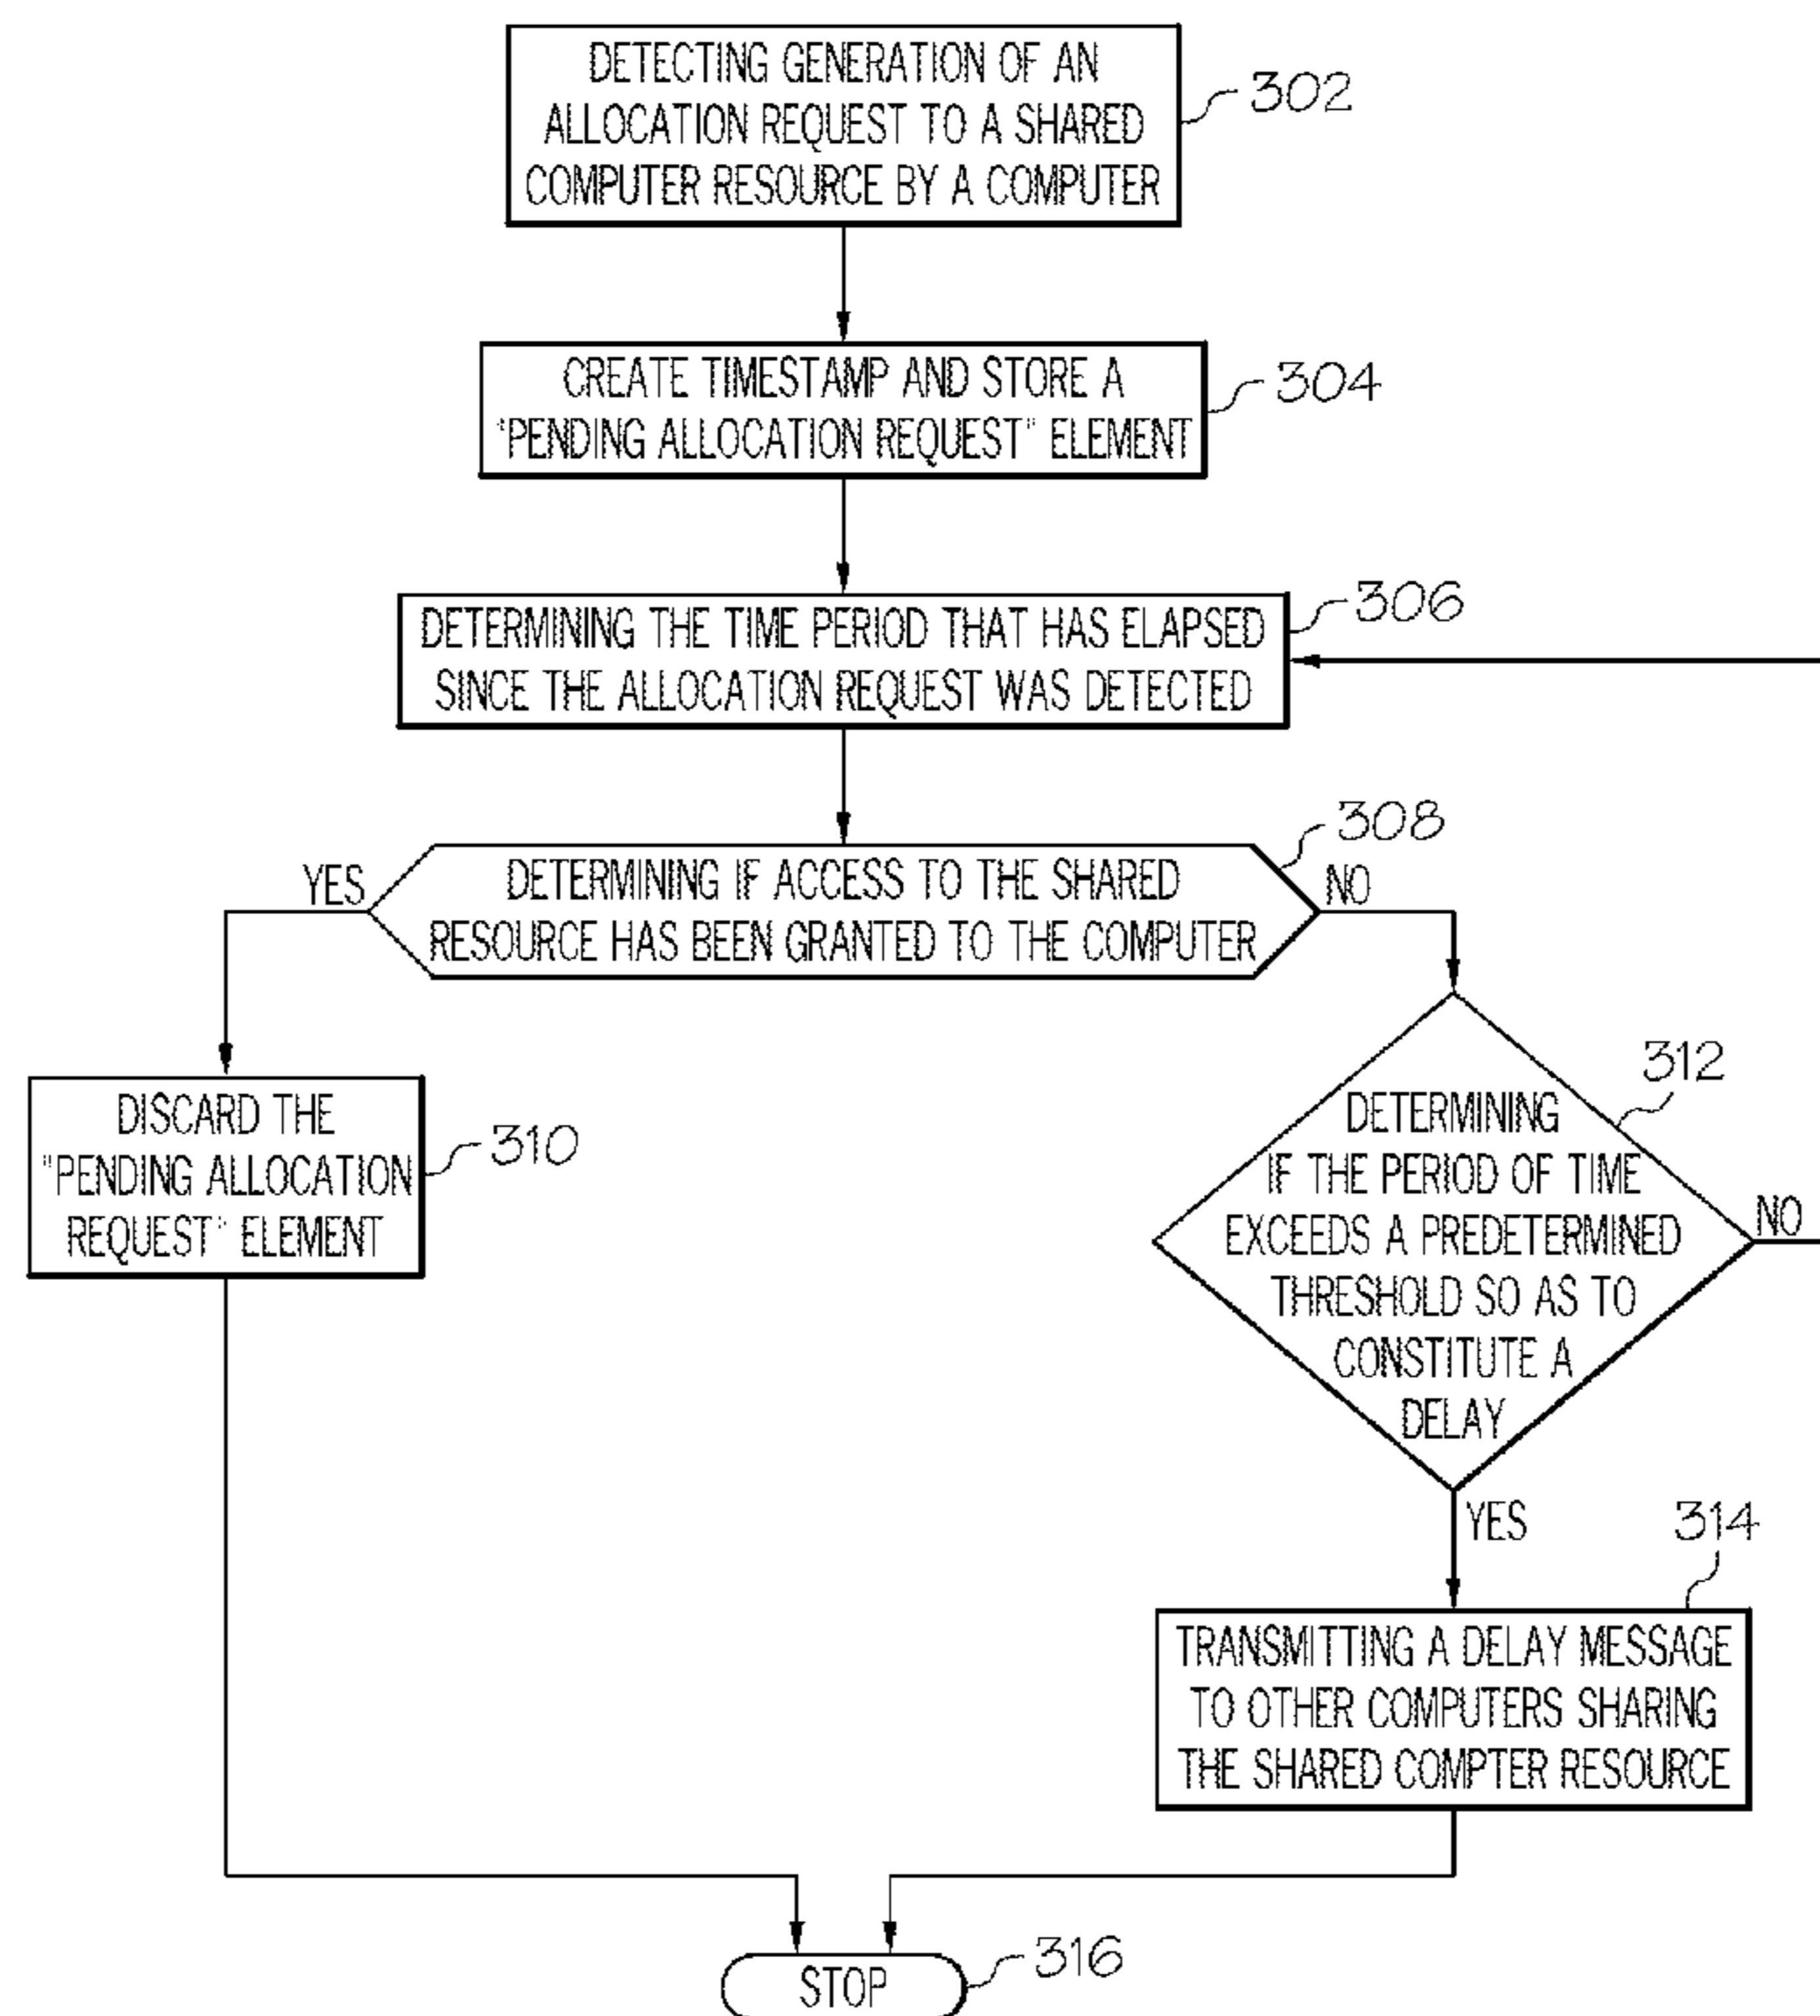 DETECTING GENERATION OF AN
ALLOCATION REQUEST TO A SHARED
COMPUTER RESOURCE BY A COMPUTER
302
CREATE TIMESTAMP AND STORE A
"PENDING ALLOCATION REQUEST" ELEMENT
304
DETERMINING THE TIME PERIOD THAT HAS ELAPSED
SINCE THE ALLOCATION REQUEST WAS DETECTED
306
308
YES
DETERMINING IF ACCESS TO THE SHARED
RESOURCE HAS BEEN GRANTED TO THE COMPUTER
NO
DISCARD THE
"PENDING ALLOCATION
REQUEST" ELEMENT
310
312
DETERMINING
IF THE PERIOD OF TIME
EXCEEDS A PREDETERMINED
THRESHOLD SO AS TO
CONSTITUTE A
DELAY
NO
YES
314
TRANSMITTING A DELAY MESSAGE
TO OTHER COMPUTERS SHARING
THE SHARED COMPTER RESOURCE
STOP
316